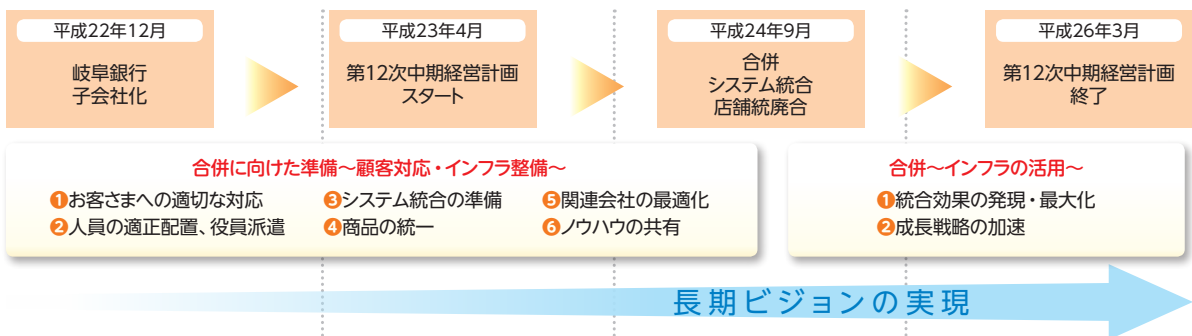 平成22年12月
岐阜銀行
子会社化
平成23年4月
第12次中期経営計画
スタート
平成24年9月
合併
システム統合
店舗統廃合
平成26年3月
第12次中期経営計画
終了
合併に向けた準備〜顧客対応・インフラ整備〜
❶お客さまへの適切な対応
❷人員の適正配置、役員派遣
❸システム統合の準備
❹商品の統一
❺関連会社の最適化
❻ノウハウの共有
合併〜インフラの活用〜
❶統合効果の発現・最大化
❷成長戦略の加速
長期ビジョンの実現